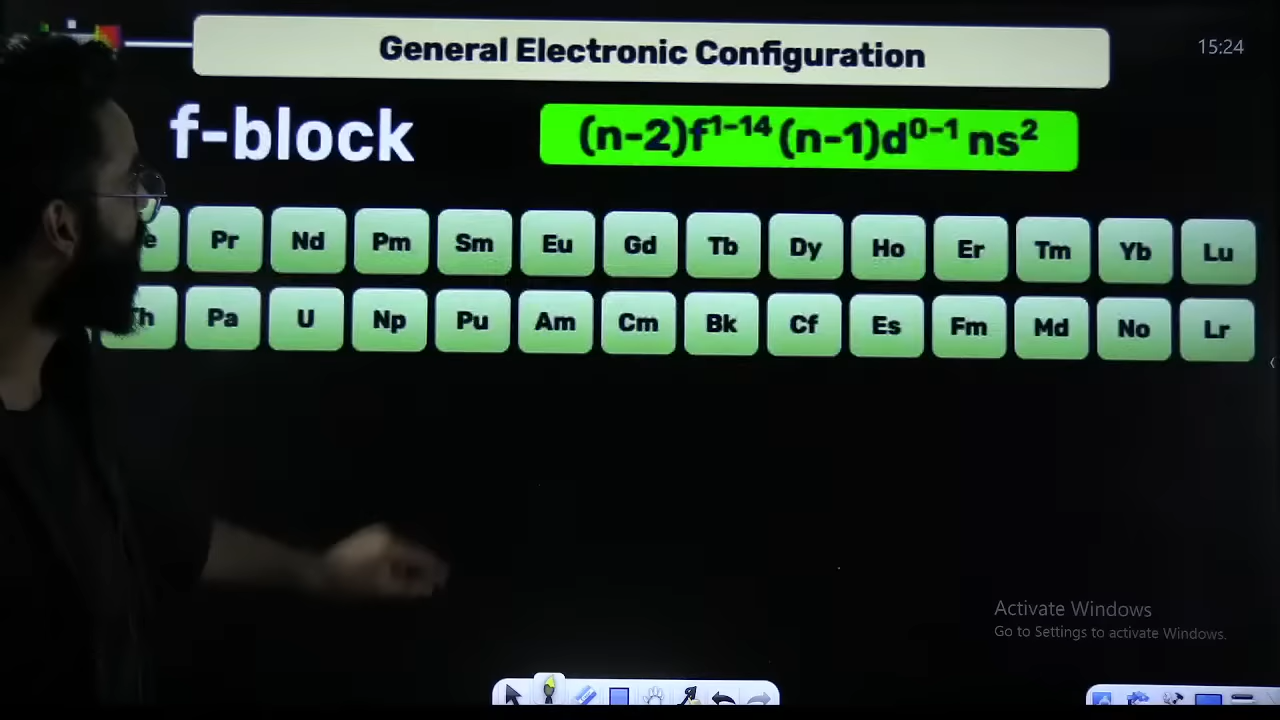 General Electronic Configuration
15:24
f-block
(n-2)f¹⁻¹⁴ (n-1)d⁰⁻¹ ns²
Pr Nd Pm Sm Eu Gd Tb Dy Ho Er Tm Yb Lu
Pa U Np Pu Am Cm Bk Cf Es Fm Md No Lr
Activate Windows
Go to Settings to activate Windows.